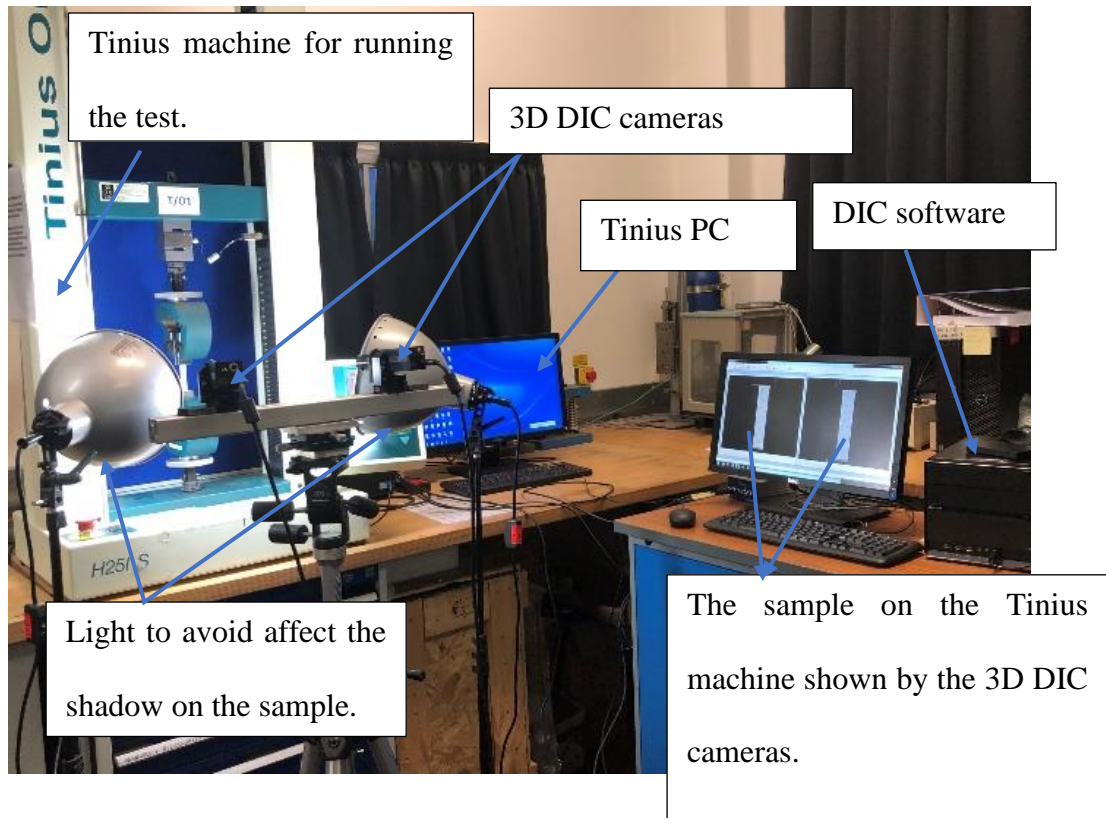 Tinius O
Tinius machine for running
the test.
3D DIC cameras
Tinius PC
DIC software
T/01
Light to avoid affect the
shadow on the sample.
The sample on the Tinius
machine shown by the 3D DIC
cameras.